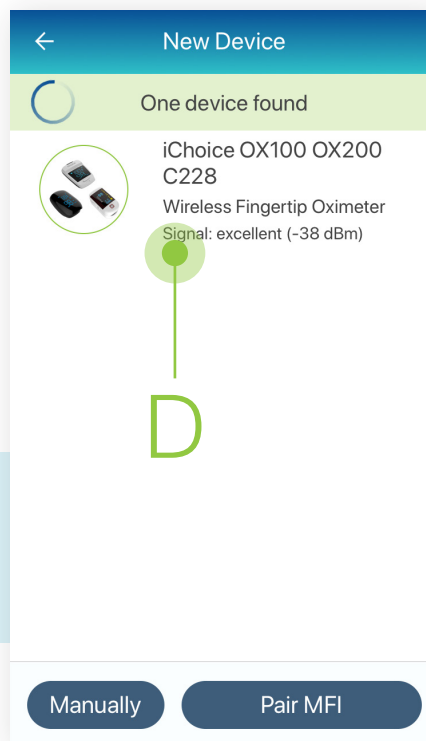 New Device
One device found
iChoice OX100 OX200
C228
Wireless Fingertip Oximeter
Signal: excellent (-38 dBm)
D
Manually
Pair MFI